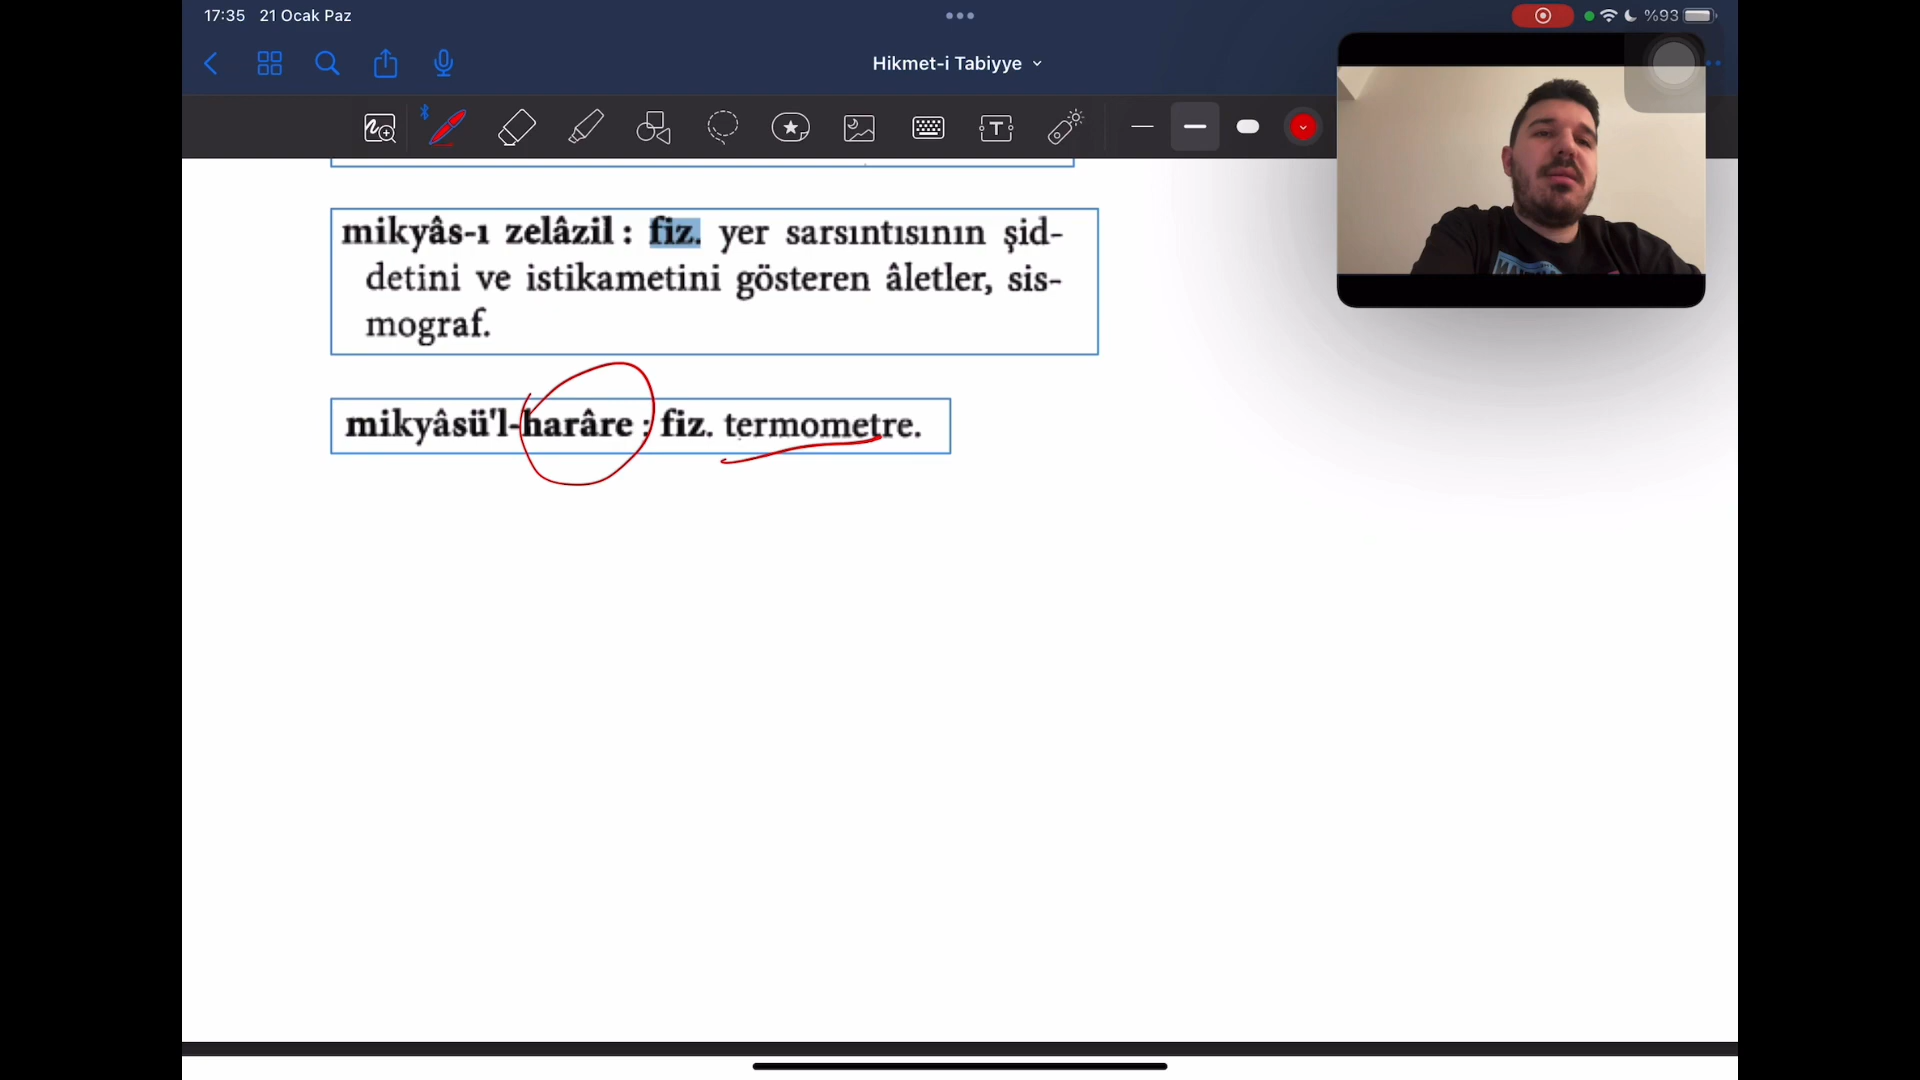 17:35 21 Ocak Paz
%93
Hikmet-i Tabiyye
T
mikyâs-ı zelâzil : fiz. yer sarsıntısının şid-
detini ve istikametini gösteren âletler, sis-
mograf.
mikyâsü'l-harâre : fiz. termometre.